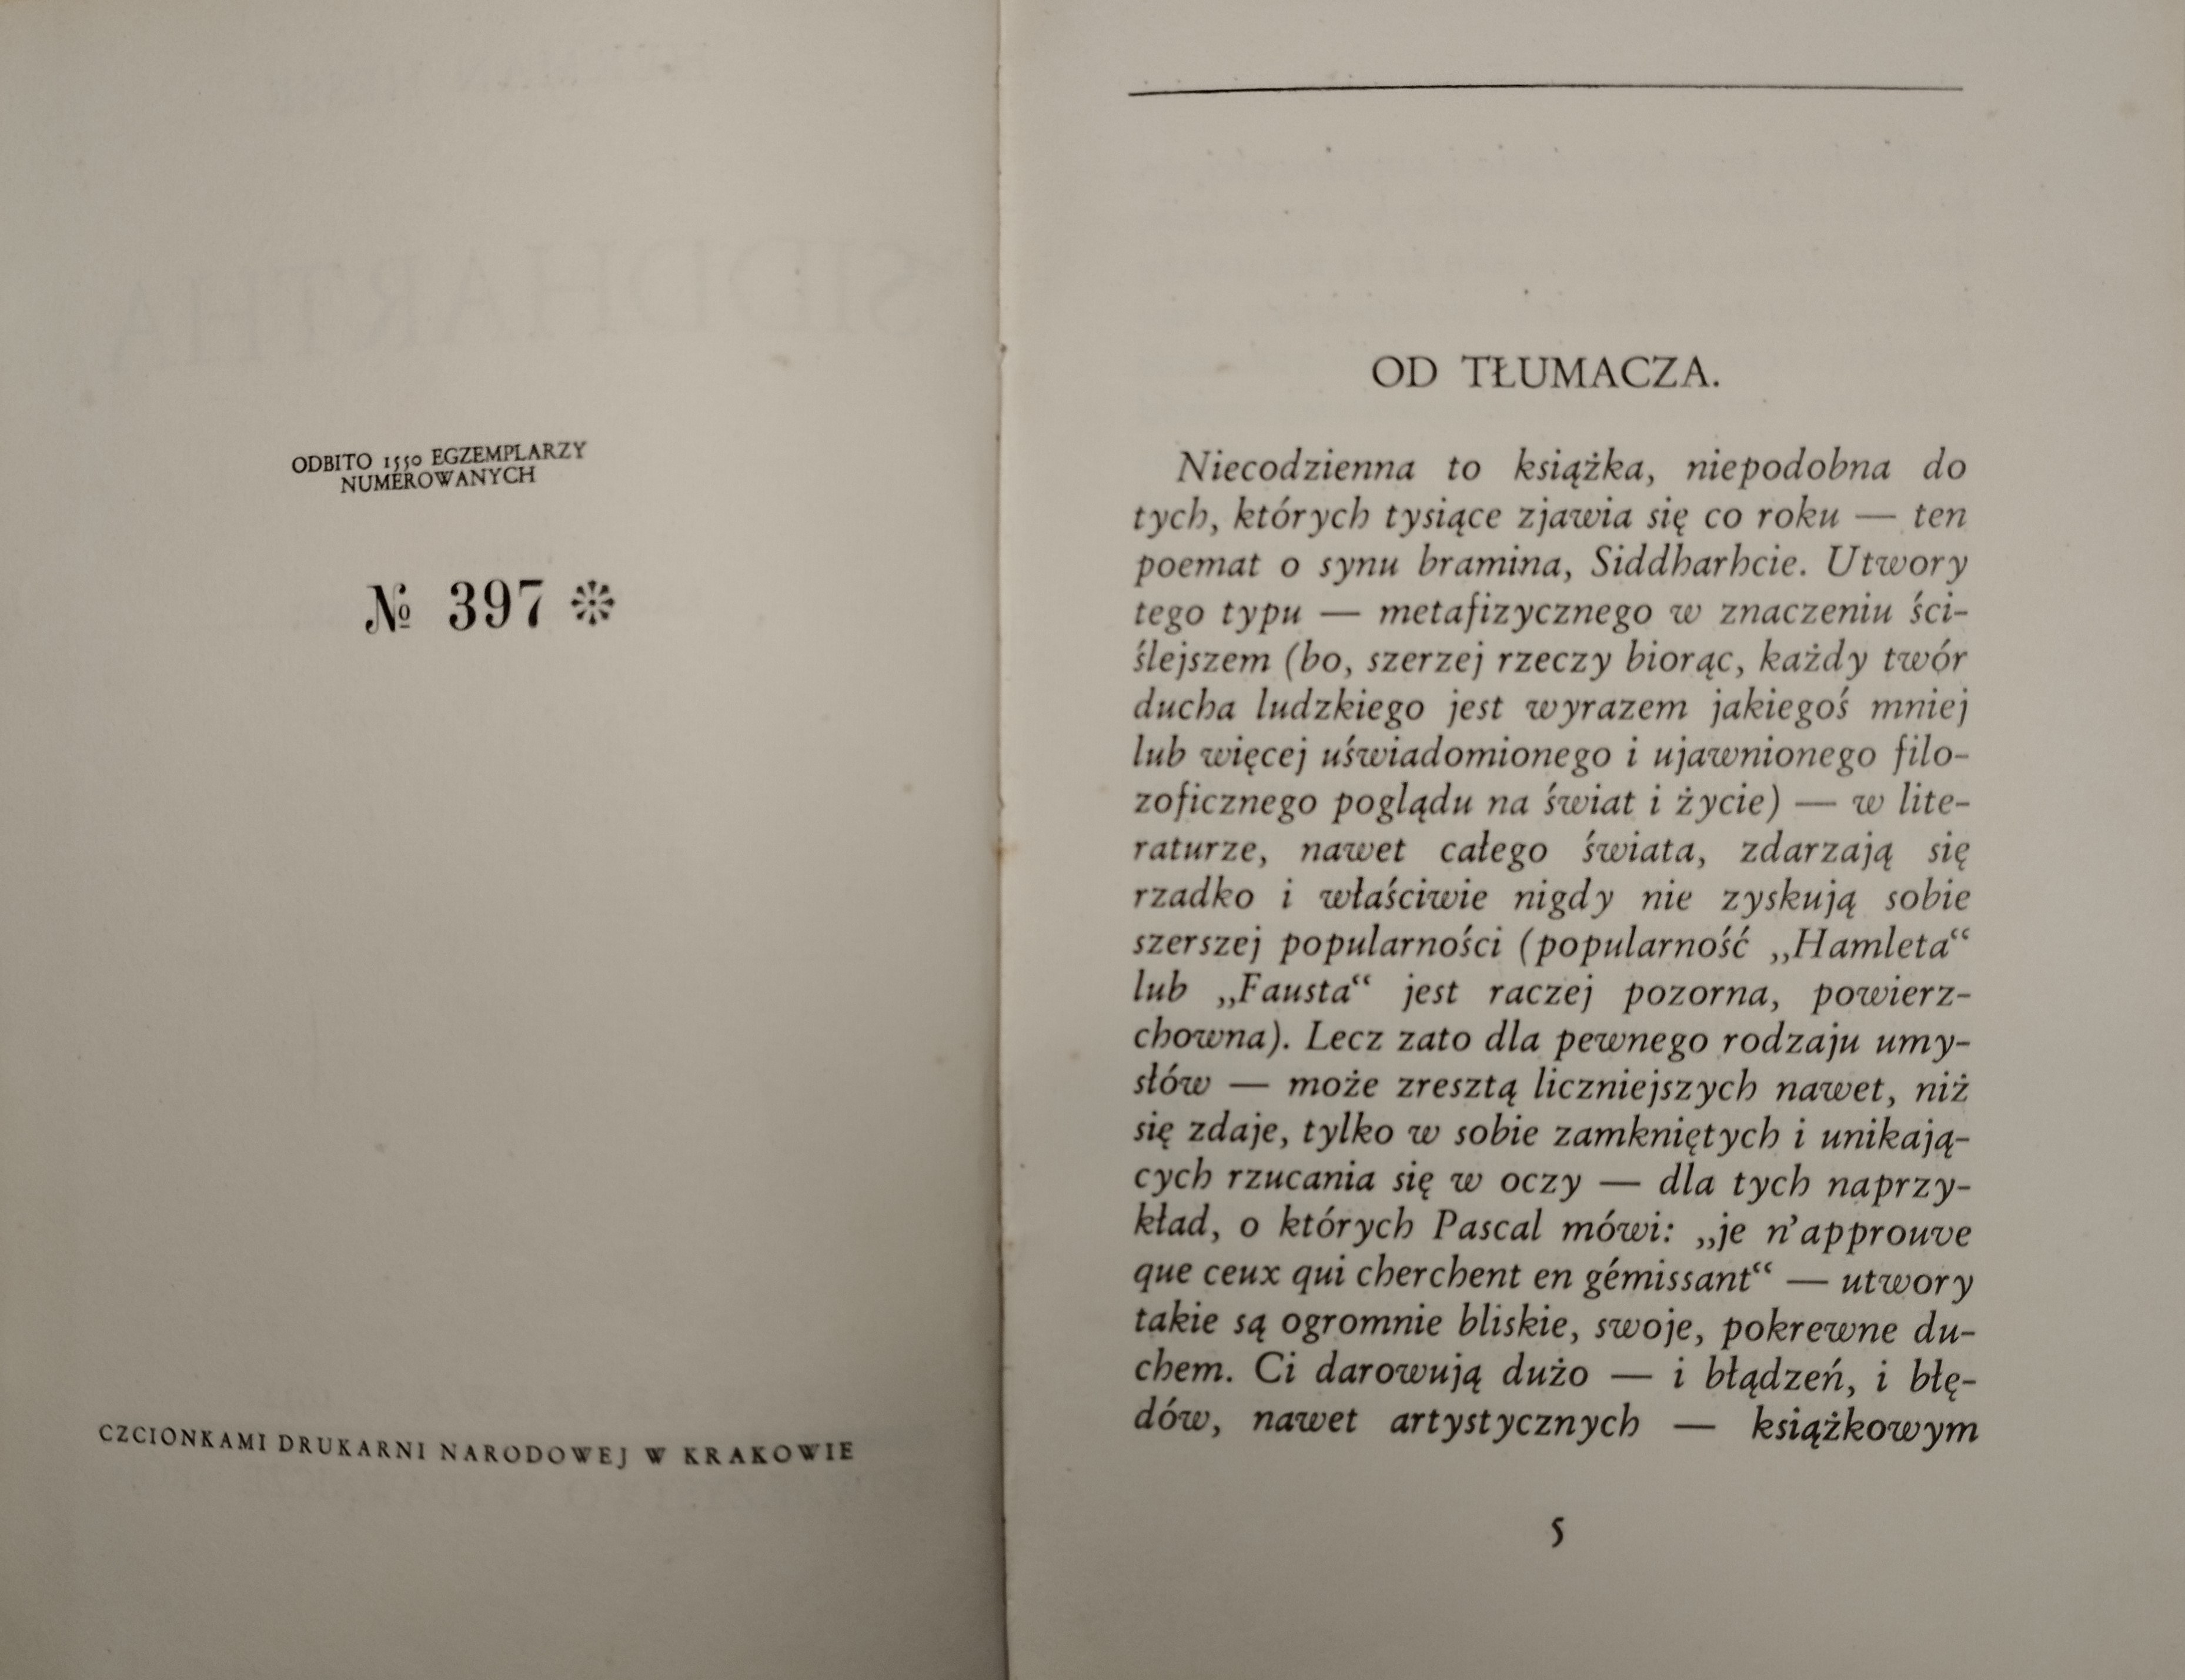 SIDDHARTHA
ODBITO 1550 EGZEMPLARZY
NUMEROWANYCH
№ 397
CZCIONKAMI DRUKARNI NARODOWEJ W KRAKOWIE
OD TŁUMACZA.
Niecodzienna to książka, niepodobna do
tych, których tysiące zjawia się co roku — ten
poemat o synu bramina, Siddharhcie. Utwory
tego typu — metafizycznego w znaczeniu ści-
ślejszem (bo, szerzej rzeczy biorąc, każdy twór
ducha ludzkiego jest wyrazem jakiegoś mniej
lub więcej uświadomionego i ujawnionego filo-
zoficznego poglądu na świat i życie) — w lite-
raturze, nawet całego świata, zdarzają się
rzadko i właściwie nigdy nie zyskują sobie
szerszej popularności (popularność „Hamleta“
lub „Fausta“ jest raczej pozorna, powierz-
chowna). Lecz zato dla pewnego rodzaju umy-
słów — może zresztą liczniejszych nawet, niż
się zdaje, tylko w sobie zamkniętych i unikają-
cych rzucania się w oczy — dla tych naprzy-
kład, o których Pascal mówi: „je n’approuve
que ceux qui cherchent en gémissant“ — utwory
takie są ogromnie bliskie, swoje, pokrewne du-
chem. Ci darowują dużo — i błądzeń, i błę-
dów, nawet artystycznych — książkowym
5